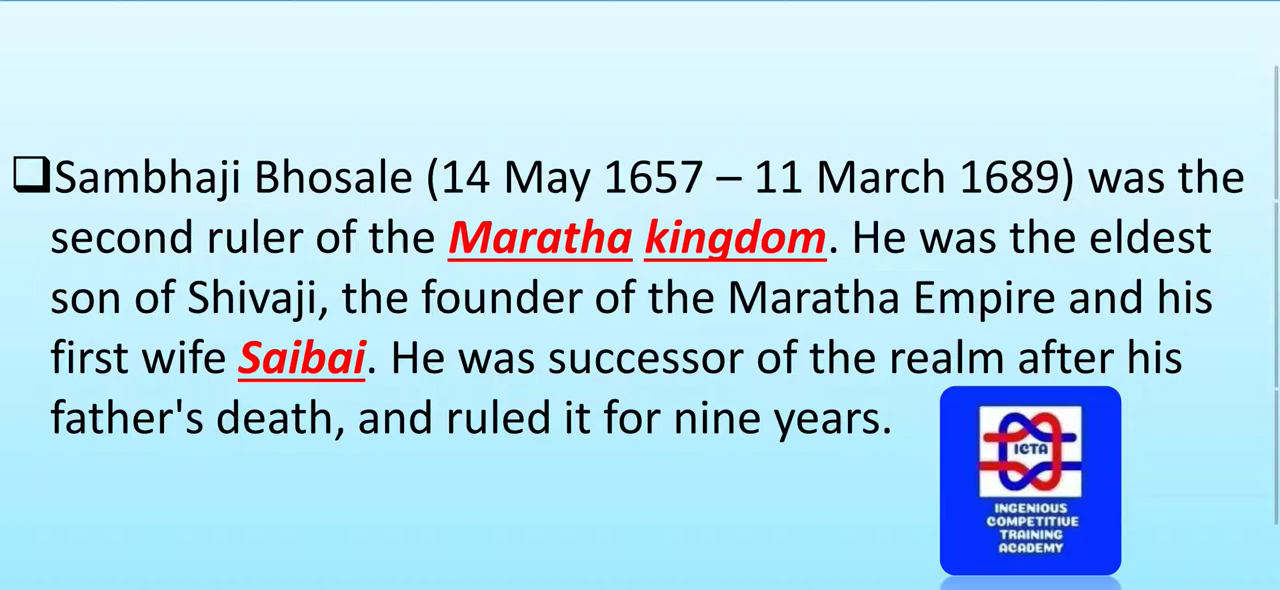 ❑Sambhaji Bhosale (14 May 1657 – 11 March 1689) was the
second ruler of the Maratha kingdom. He was the eldest
son of Shivaji, the founder of the Maratha Empire and his
first wife Saibai. He was successor of the realm after his
father's death, and ruled it for nine years.
ICTA
INGENIOUS
COMPETITIVE
TRAINING
ACADEMY